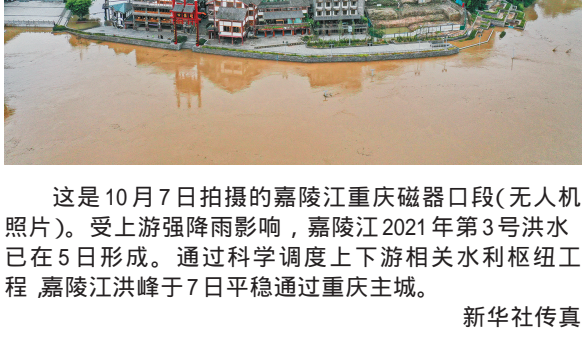 这是10月7日拍摄的嘉陵江重庆磁器口段(无人机
照片)。受上游强降雨影响，嘉陵江2021年第3号洪水
已在5日形成。通过科学调度上下游相关水利枢纽工
程,嘉陵江洪峰于7日平稳通过重庆主城。
新华社传真